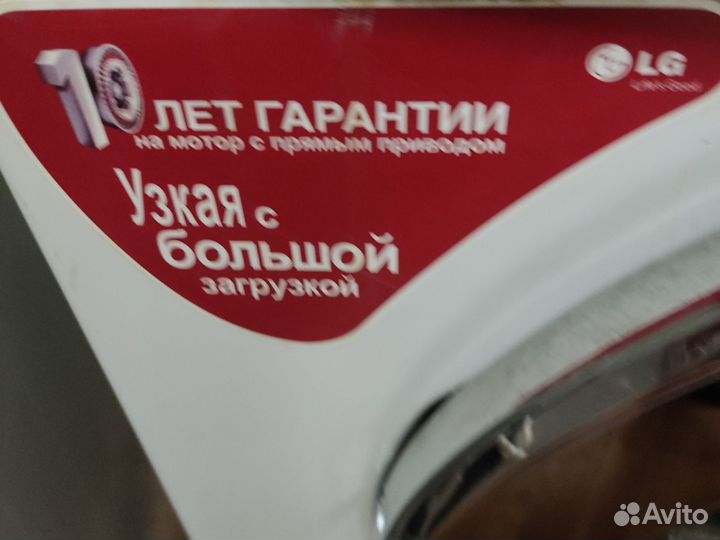 10 ЛЕТ ГАРАНТИИ
на мотор с прямым приводом
Узкая с
большой
загрузкой
LG
Avito